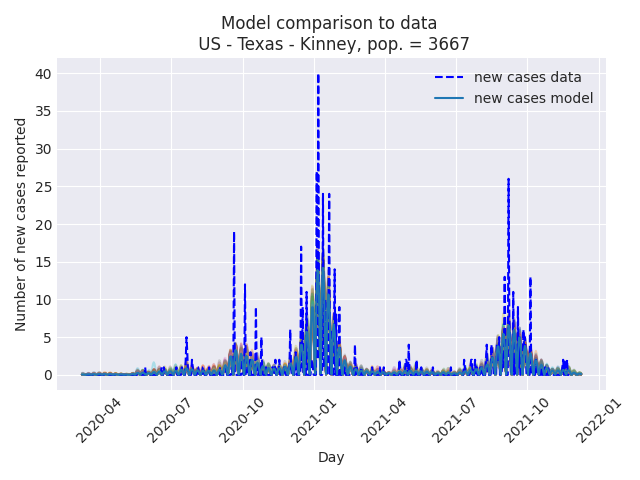 Model comparison to data
US - Texas - Kinney, pop. = 3667
new cases data
new cases model
Number of new cases reported
40
35
30
25
20
15
10
5
0
2020-04
2020-07
2020-10
2021-01
2021-04
2021-07
2021-10
2022-01
Day